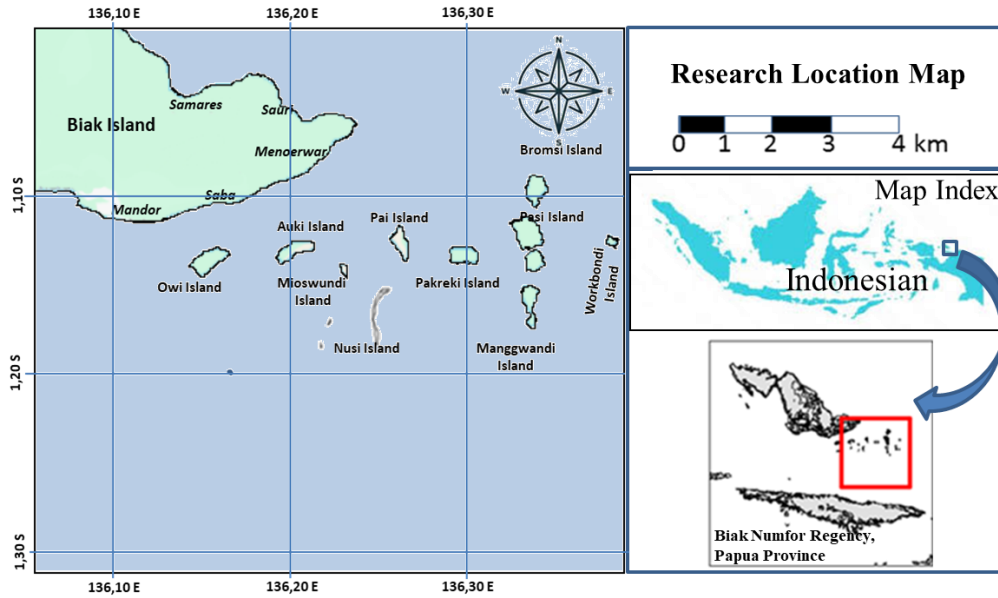 136,10 E
136,20 E
136,30 E
N
W
E
S
Samares
Sauri
Biak Island
Menoerwar
Bromsi Island
1,10 S
Saba
Mandor
Pai Island
Pasi Island
Auki Island
Owi Island
Mioswundi
Island
Pakreki Island
Workbondi
Island
Nusi Island
Manggwandi
Island
1,20 S
1,30 S
136,10 E
136,20 E
136,30 E
Research Location Map
0 1 2 3 4 km
Map Index
Indonesian
Biak Numfor Regency,
Papua Province